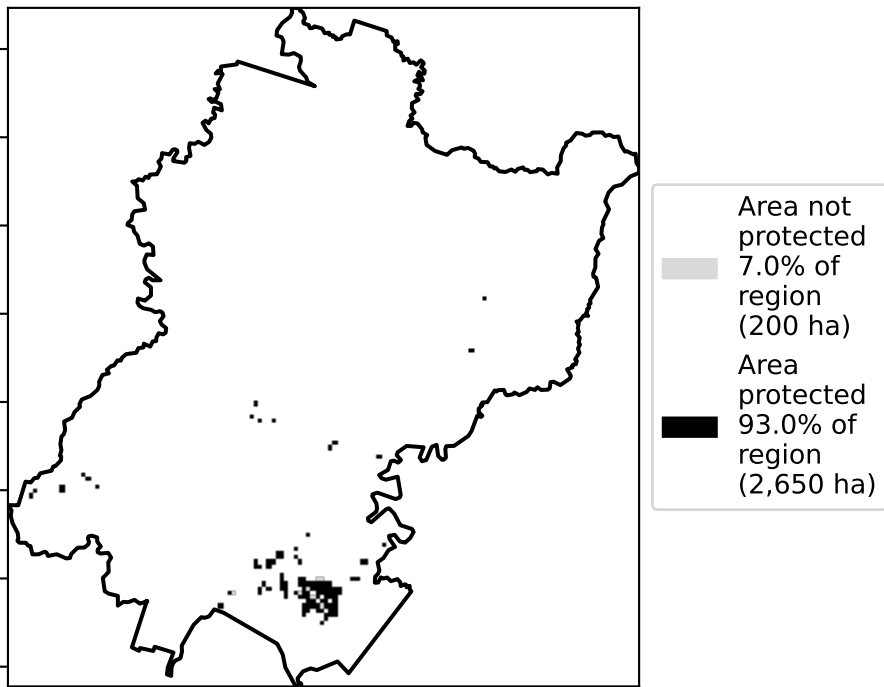 Area not
protected
7.0% of
region
(200 ha)
Area
protected
93.0% of
region
(2,650 ha)